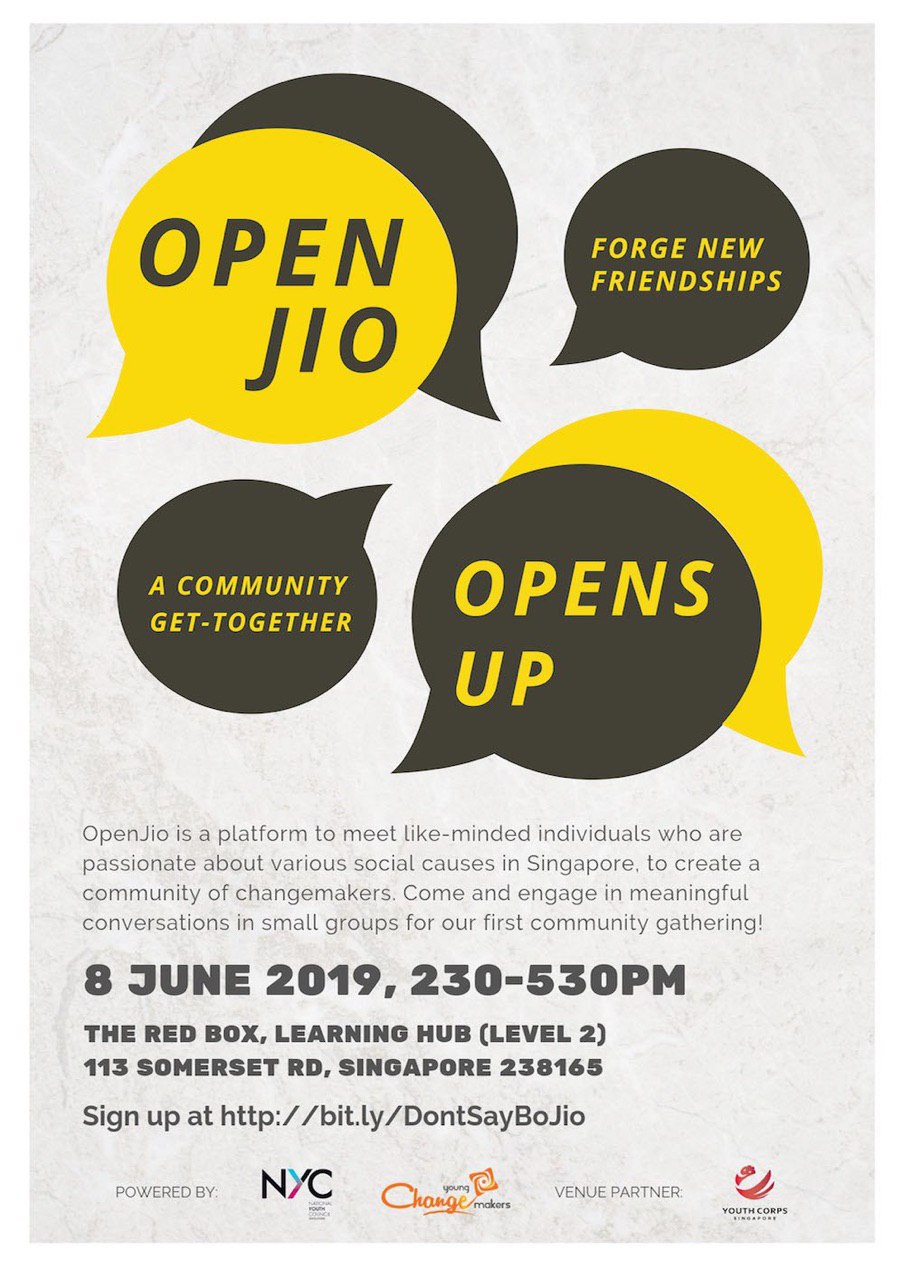 OPEN
JIO
FORGE NEW
FRIENDSHIPS
A COMMUNITY
GET-TOGETHER
OPENS
UP
OpenJio is a platform to meet like-minded individuals who are
passionate about various social causes in Singapore, to create a
community of changemakers. Come and engage in meaningful
conversations in small groups for our first community gathering!
8 JUNE 2019, 230-530PM
THE RED BOX, LEARNING HUB (LEVEL 2)
113 SOMERSET RD, SINGAPORE 238165
Sign up at http://bit.ly/DontSayBoJio
POWERED BY:
NYC
NATIONAL
YOUTH
COUNCIL
young
Change makers
VENUE PARTNER:
YOUTH CORPS
SINGAPORE